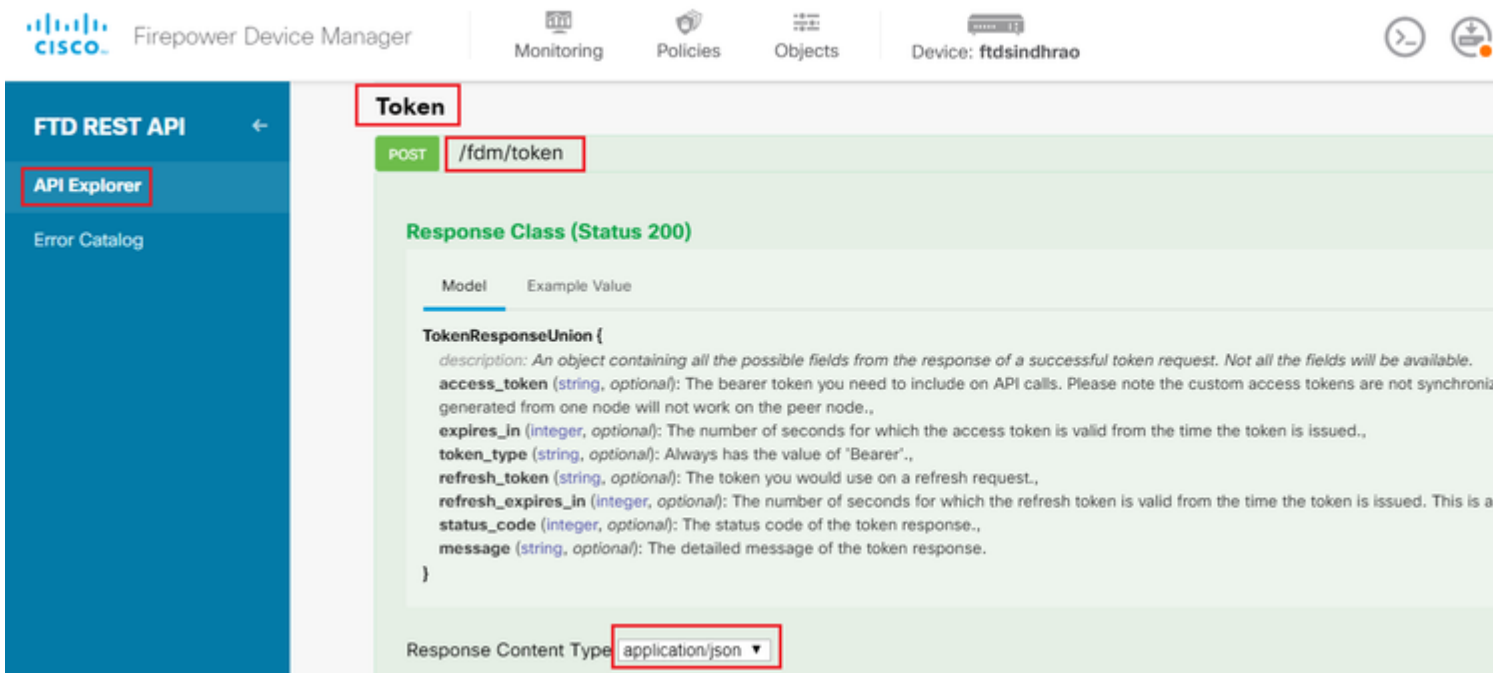 CISCO
Firepower Device Manager
Monitoring
Policies
Objects
Device: ftdsindhrao
FTD REST API
API Explorer
Error Catalog
Token
POST /fdm/token
Response Class (Status 200)
Model Example Value
TokenResponseUnion {
description: An object containing all the possible fields from the response of a successful token request. Not all the fields will be available.
access_token (string, optional): The bearer token you need to include on API calls. Please note the custom access tokens are not synchroniz
generated from one node will not work on the peer node.,
expires_in (integer, optional): The number of seconds for which the access token is valid from the time the token is issued.,
token_type (string, optional): Always has the value of 'Bearer'.,
refresh_token (string, optional): The token you would use on a refresh request.,
refresh_expires_in (integer, optional): The number of seconds for which the refresh token is valid from the time the token is issued. This is a
status_code (integer, optional): The status code of the token response.,
message (string, optional): The detailed message of the token response.
}
Response Content Type application/json